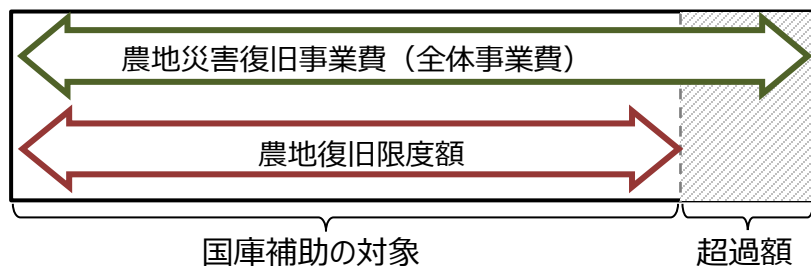 農地災害復旧事業費（全体事業費）
農地復旧限度額
国庫補助の対象
超過額